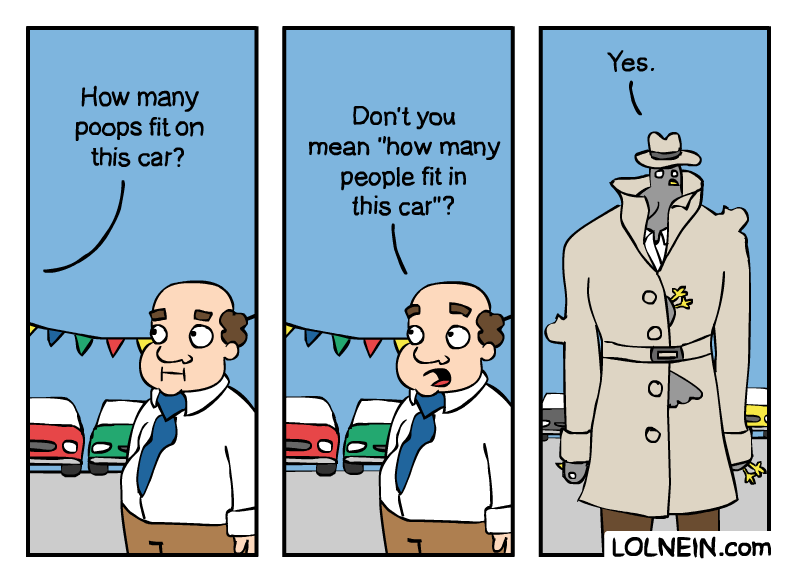 How many
poops fit on
this car?
Don't you
mean "how many
people fit in
this car"?
Yes.
LOLNEIN.com